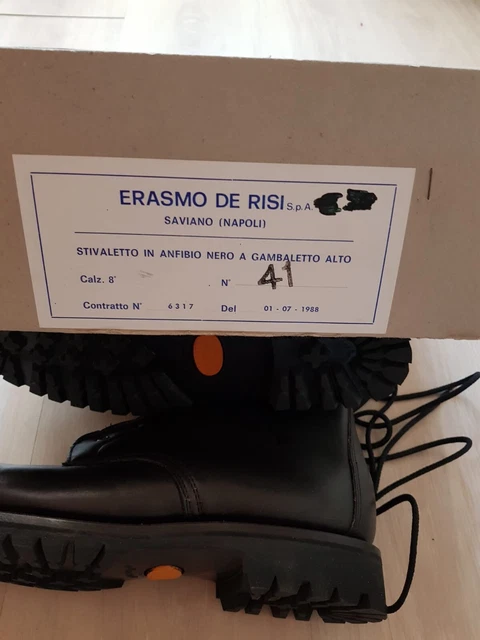 ERASMO DE RISI S.p.A.
SAVIANO (NAPOLI)
STIVALETTO IN ANFIBIO NERO A GAMBALETTO ALTO
Calz. 8° N° 41
Contratto N° 6317 Del 01-07-1988